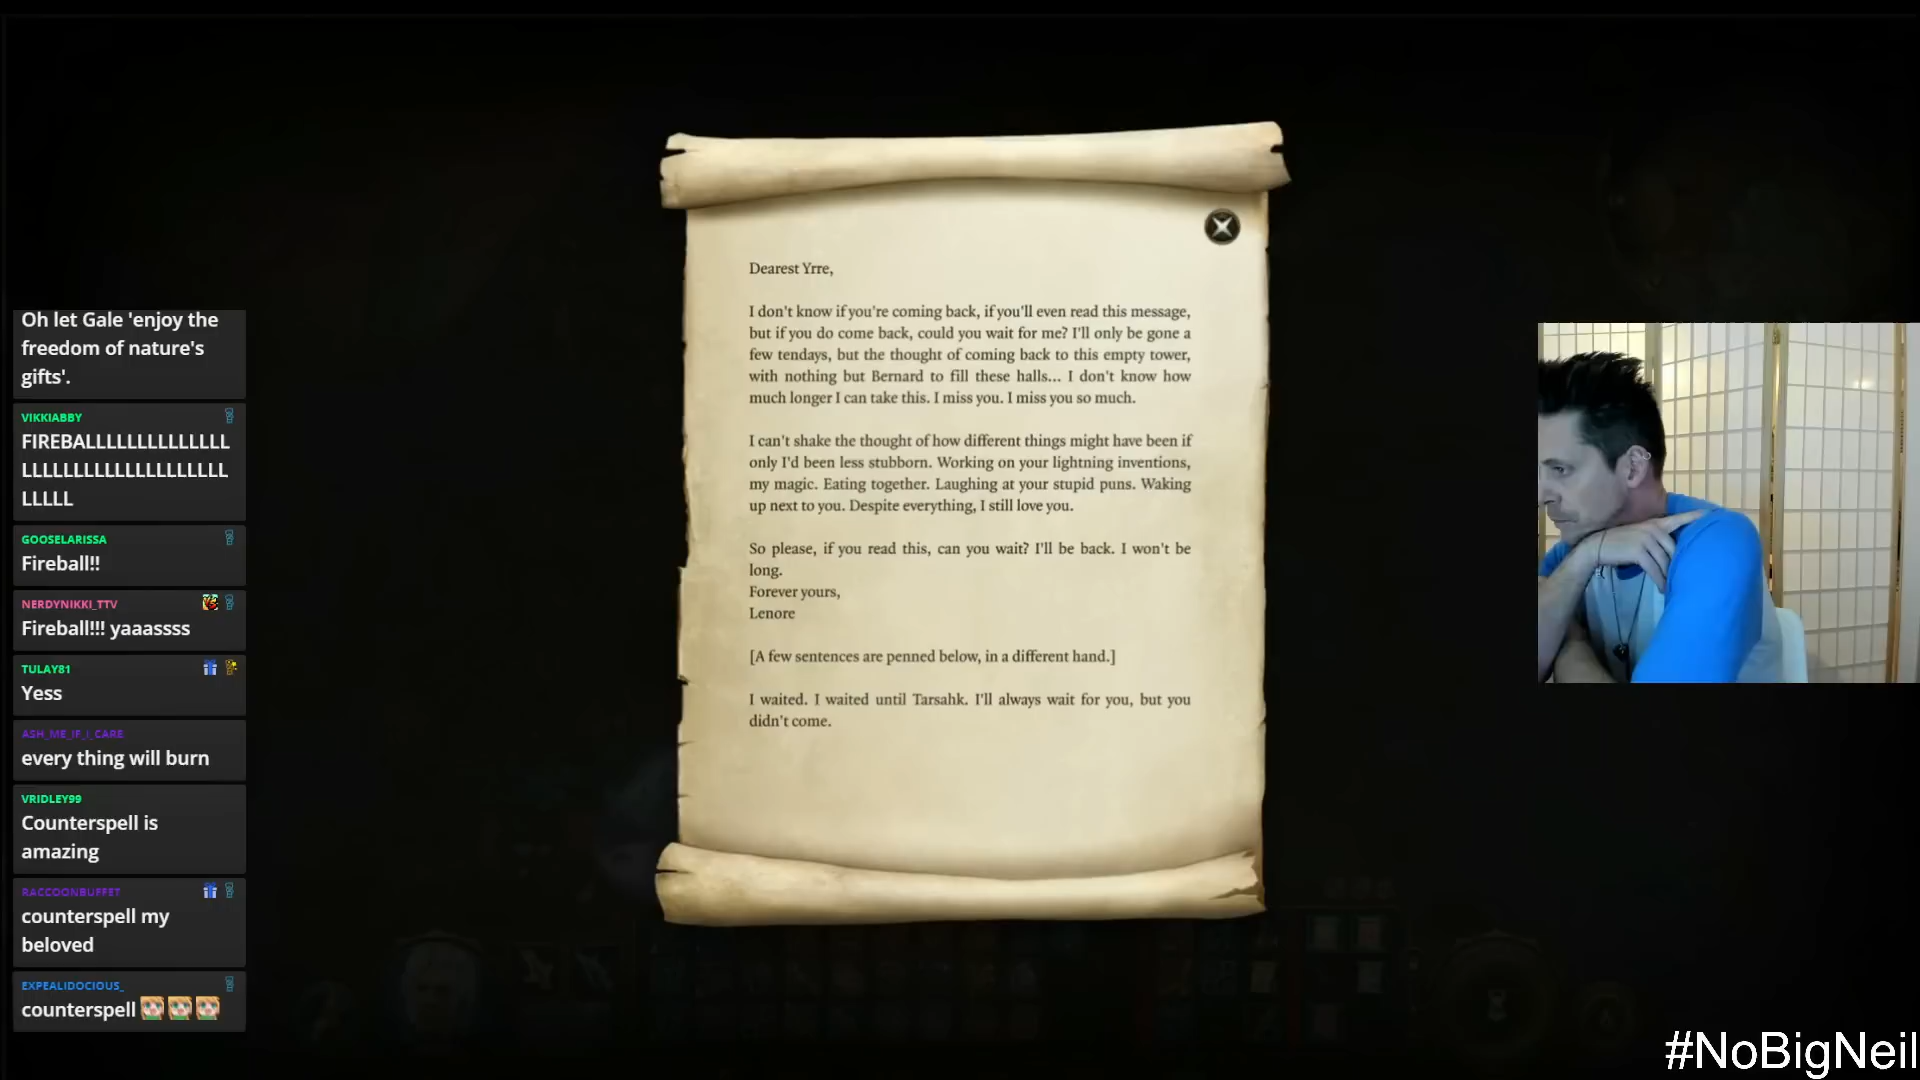 Oh let Gale 'enjoy the
freedom of nature's
gifts'.
VIKKIABBY
FIREBALLLLLLLLLLLLLL
LLLLLLLLLLLLLLLLLLLL
LLLLL
GOOSELARISSA
Fireball!!
NERDYNIKKI_TTV
Fireball!!! yaaassss
TULAY81
Yess
ASH_ME_IF_I_CARE
every thing will burn
VRIDLEY99
Counterspell is
amazing
RACCOONBUFFET
counterspell my
beloved
EXPEALIDOCIOUS_
counterspell
Dearest Yrre,
I don't know if you're coming back, if you'll even read this message,
but if you do come back, could you wait for me? I'll only be gone a
few tendays, but the thought of coming back to this empty tower,
with nothing but Bernard to fill these halls... I don't know how
much longer I can take this. I miss you. I miss you so much.
I can't shake the thought of how different things might have been if
only I'd been less stubborn. Working on your lightning inventions,
my magic. Eating together. Laughing at your stupid puns. Waking
up next to you. Despite everything, I still love you.
So please, if you read this, can you wait? I'll be back. I won't be
long.
Forever yours,
Lenore
[A few sentences are penned below, in a different hand.]
I waited. I waited until Tarsahk. I'll always wait for you, but you
didn't come.
#NoBigNeil